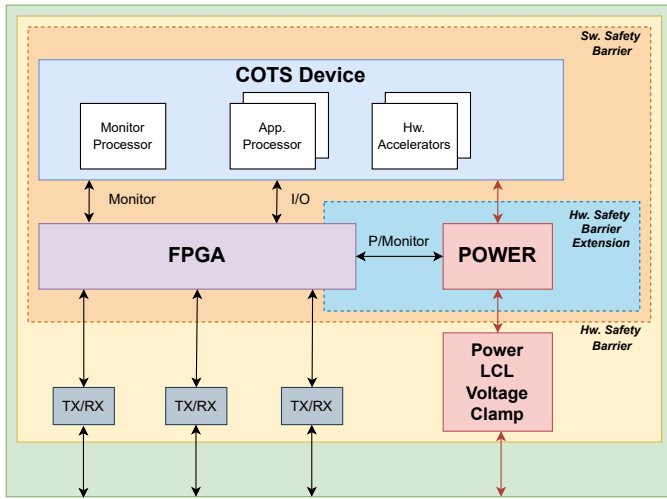 Sw. Safety
Barrier
COTS Device
Monitor
Processor
App.
Processor
Hw.
Accelerators
Monitor
I/O
Hw. Safety
Barrier
Extension
FPGA
P/Monitor
POWER
Hw. Safety
Barrier
Power
LCL
Voltage
Clamp
TX/RX
TX/RX
TX/RX